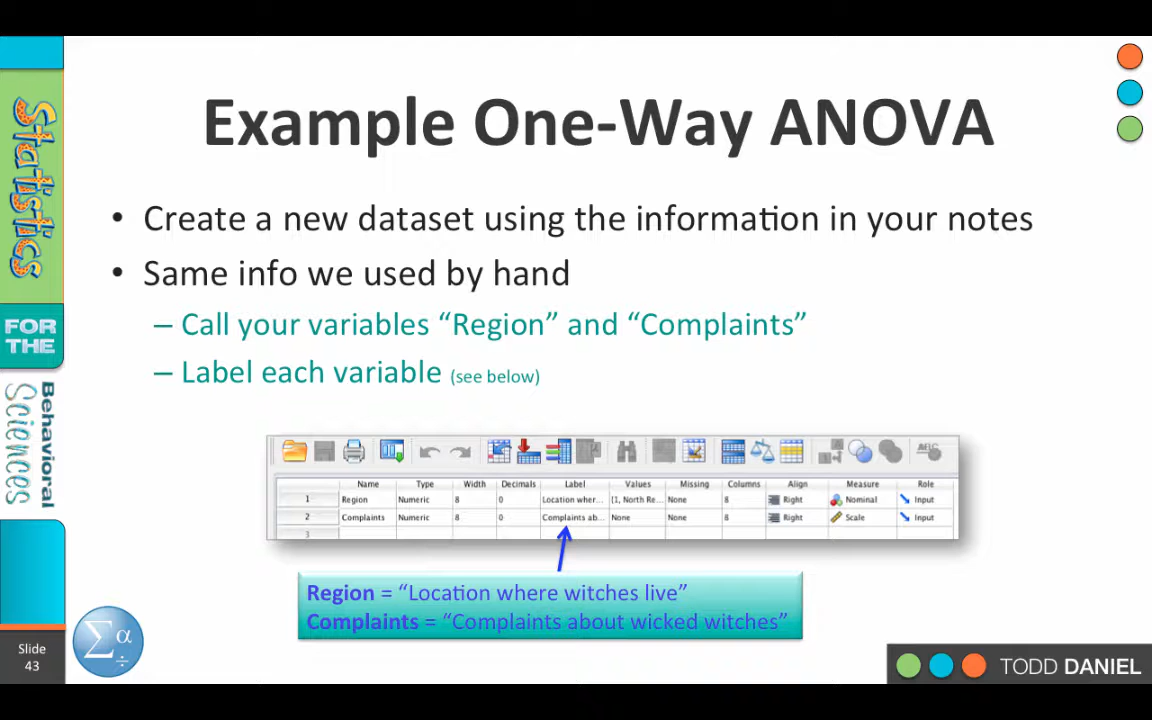 Statistics
FOR
THE
Behavioral
Sciences
Example One-Way ANOVA
• Create a new dataset using the information in your notes
• Same info we used by hand
– Call your variables “Region” and “Complaints”
– Label each variable (see below)
Name Type Width Decimals Label Values Missing Columns Align Measure Role
1 Region Numeric 8 0 Location wher... {1, North Re... None 8 Right Nominal Input
2 Complaints Numeric 8 0 Complaints ab... None None 8 Right Scale Input
3
Region = “Location where witches live”
Complaints = “Complaints about wicked witches”
Σ α ÷
Slide
43
TODD DANIEL